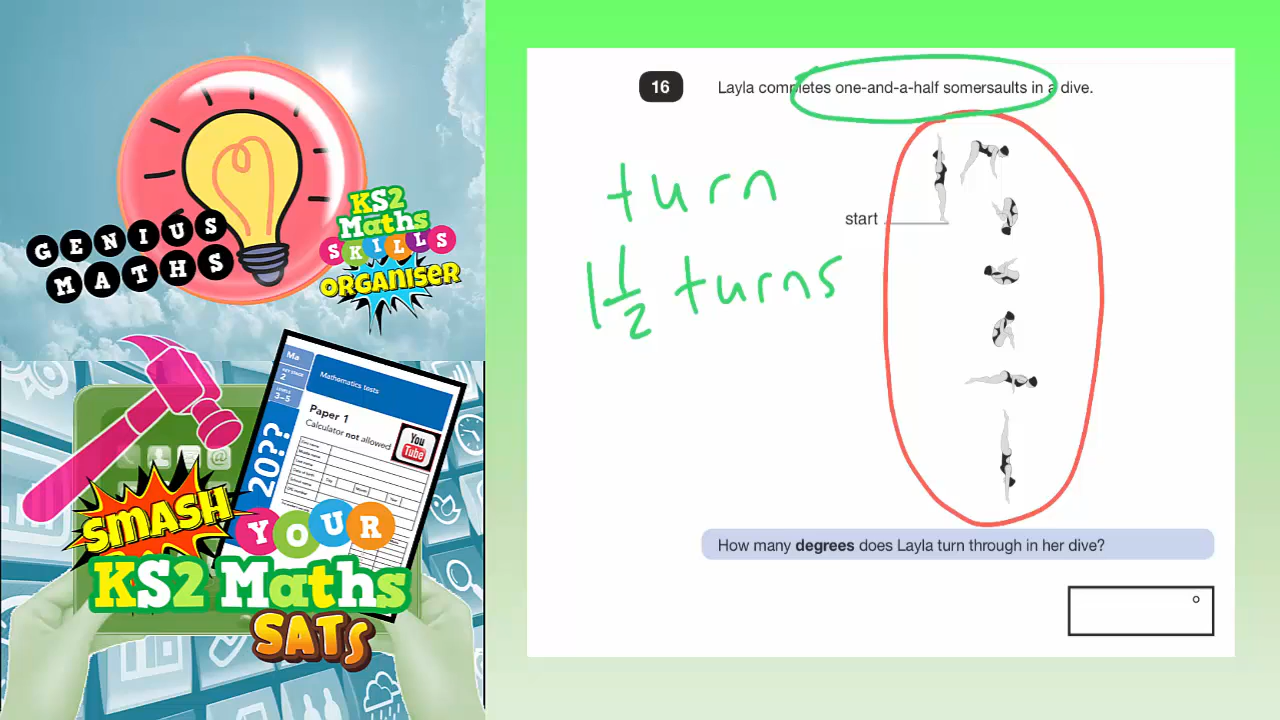 GENIUS
MATHS
KS2
Maths
SKILLS
ORGANISER
Ma
KEY STAGE
2
LEVELS
3–5
Mathematics tests
Paper 1
Calculator not allowed
20??
You
Tube
SMASH
YOUR
KS2 Maths
SATS
16
Layla completes one-and-a-half somersaults in a dive.
turn
1 1/2 turns
start
How many degrees does Layla turn through in her dive?
°